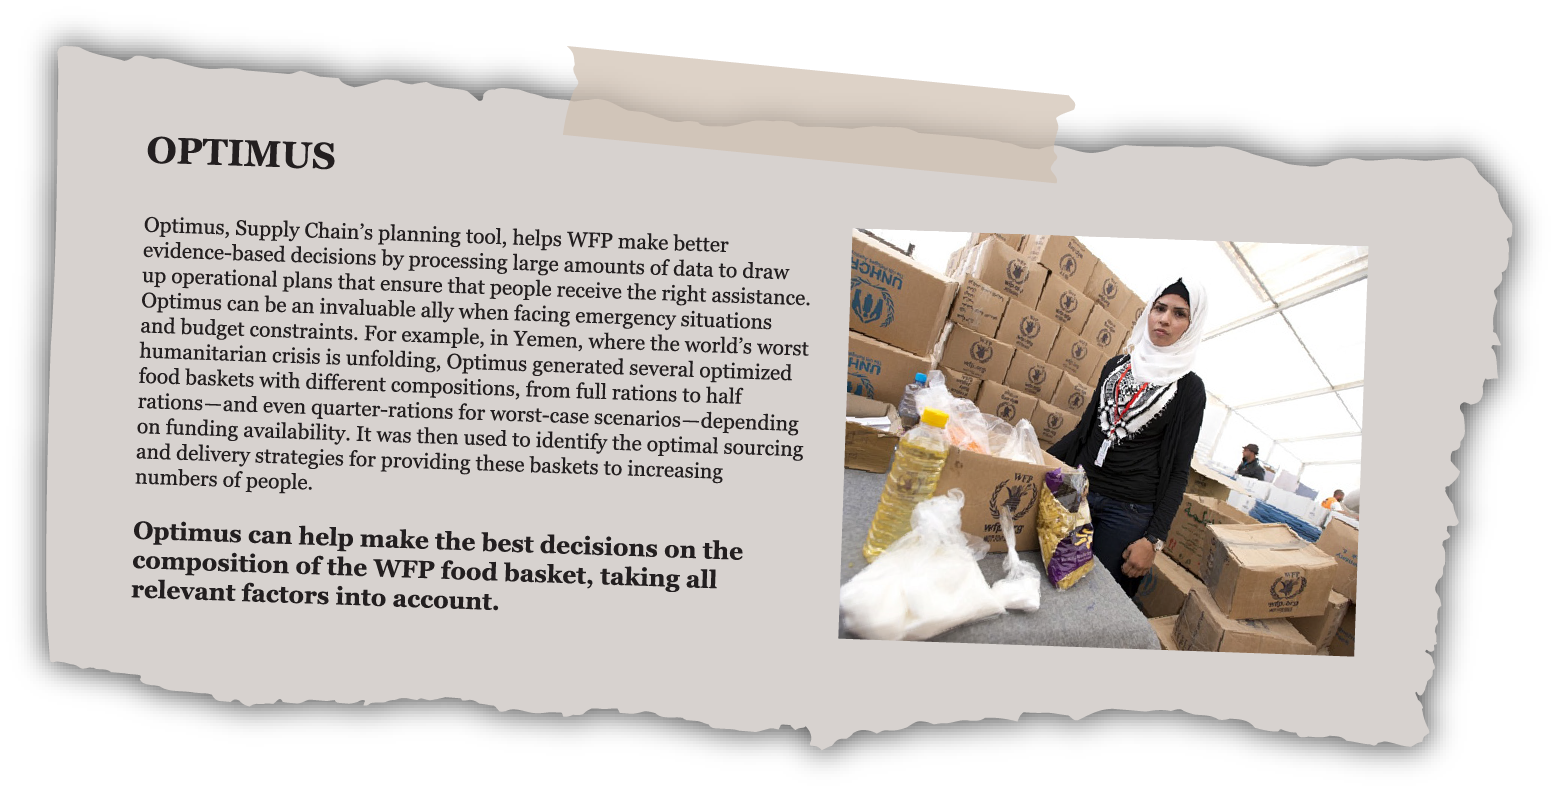 OPTIMUS
Optimus, Supply Chain’s planning tool, helps WFP make better
evidence-based decisions by processing large amounts of data to draw
up operational plans that ensure that people receive the right assistance.
Optimus can be an invaluable ally when facing emergency situations
and budget constraints. For example, in Yemen, where the world’s worst
humanitarian crisis is unfolding, Optimus generated several optimized
food baskets with different compositions, from full rations to half
rations—and even quarter-rations for worst-case scenarios—depending
on funding availability. It was then used to identify the optimal sourcing
and delivery strategies for providing these baskets to increasing
numbers of people.
Optimus can help make the best decisions on the
composition of the WFP food basket, taking all
relevant factors into account.
UNHCR
UNHCR
WFP
WFP
wfp.org
WFP